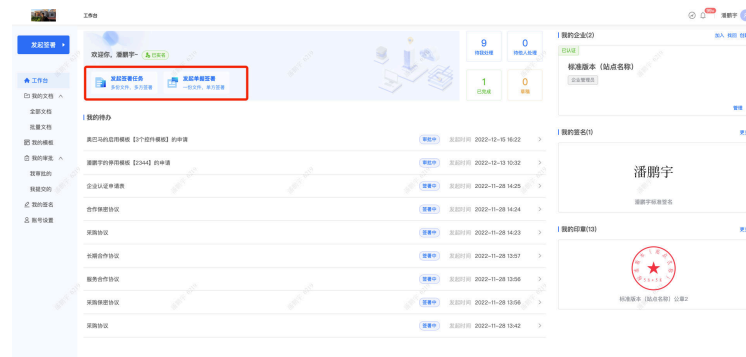 工作台
99+
潘鹏宇
发起签署
工作台
我的文档
全部文档
批量文档
我的模板
我的审批
我审批的
我提交的
我的签名
账号设置
欢迎你，潘鹏宇~ 已实名
发起签署任务
多份文件、多方签署
发起单据签署
一份文件、单方签署
9
待我处理
0
待他人处理
1
已完成
0
我的待办
奥巴马的启用模板【3个控件模板】的申请 审批中 发起时间 2022-12-15 16:22
潘鹏宇的停用模板【2344】的申请 审批中 发起时间 2022-12-13 10:32
企业认证申请表 签署中 发起时间 2022-11-28 14:25
合作保密协议 签署中 发起时间 2022-11-28 14:24
采购协议 签署中 发起时间 2022-11-28 14:23
长期合作协议 签署中 发起时间 2022-11-28 13:57
服务合作协议 签署中 发起时间 2022-11-28 13:56
采购保密协议 签署中 发起时间 2022-11-28 13:56
采购协议 签署中 发起时间 2022-11-28 13:42
我的企业(2)
加入 找回
已认证
标准版本（站点名称）
企业管理员
管理
我的签名(1)
潘鹏宇
潘鹏宇标准签名
我的印章(13)
标准版本（站点名称）公章2